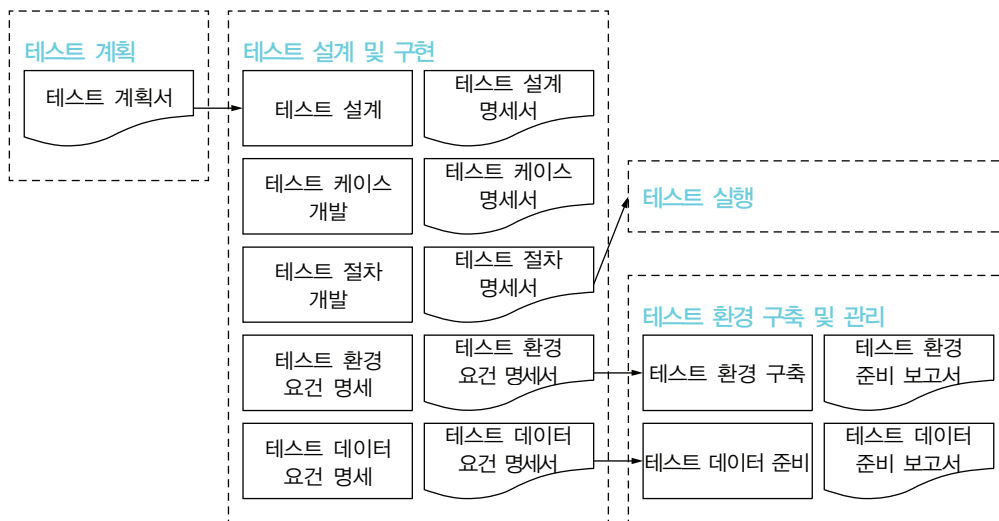 테스트 계획
테스트 계획서
테스트 설계 및 구현
테스트 설계
테스트 설계
명세서
테스트 케이스
개발
테스트 케이스
명세서
테스트 절차
개발
테스트 절차
명세서
테스트 환경
요건 명세
테스트 환경
요건 명세서
테스트 데이터
요건 명세
테스트 데이터
요건 명세서
테스트 실행
테스트 환경 구축 및 관리
테스트 환경 구축
테스트 환경
준비 보고서
테스트 데이터 준비
테스트 데이터
준비 보고서